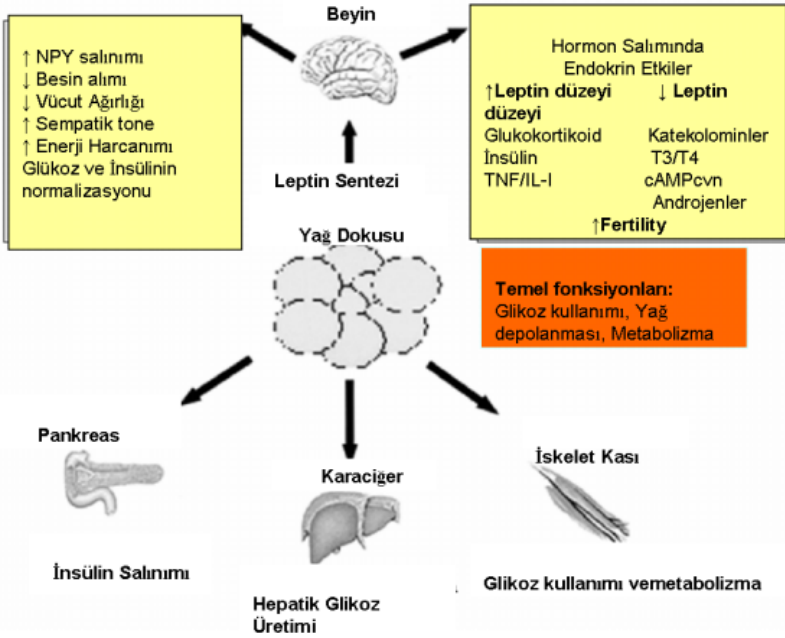 Beyin
↑ NPY salınımı
↓ Besin alımı
↓ Vücut Ağırlığı
↑ Sempatik tone
↑ Enerji Harcanımı
Glükoz ve İnsülinin
normalizasyonu
Hormon Salımında
Endokrin Etkiler
↑Leptin düzeyi ↓ Leptin
düzeyi
Glukokortikoid Katekolominler
İnsülin T3/T4
TNF/IL-I cAMPcvn
Androjenler
↑Fertility
Leptin Sentezi
Yağ Dokusu
Temel fonksiyonları:
Glikoz kullanımı, Yağ
depolanması, Metabolizma
Pankreas
Karaciğer
İskelet Kası
İnsülin Salınımı
Hepatik Glikoz
Üretimi
Glikoz kullanımı vemetabolizma